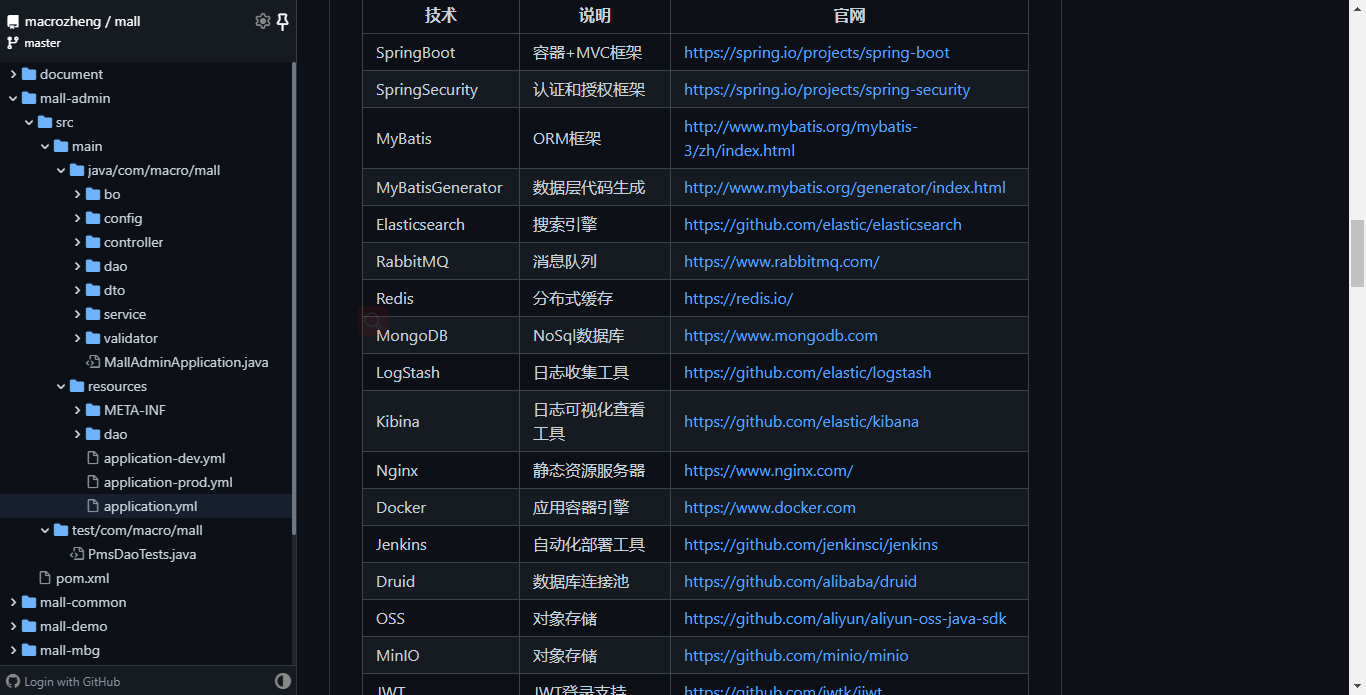 macrozheng / mall
master
document
mall-admin
src
main
java/com/macro/mall
bo
config
controller
dao
dto
service
validator
MallAdminApplication.java
resources
META-INF
dao
application-dev.yml
application-prod.yml
application.yml
test/com/macro/mall
PmsDaoTests.java
pom.xml
mall-common
mall-demo
mall-mbg
Login with GitHub
技术 说明 官网
SpringBoot 容器+MVC框架 https://spring.io/projects/spring-boot
SpringSecurity 认证和授权框架 https://spring.io/projects/spring-security
MyBatis ORM框架 http://www.mybatis.org/mybatis-
3/zh/index.html
MyBatisGenerator 数据层代码生成 http://www.mybatis.org/generator/index.html
Elasticsearch 搜索引擎 https://github.com/elastic/elasticsearch
RabbitMQ 消息队列 https://www.rabbitmq.com/
Redis 分布式缓存 https://redis.io/
MongoDB NoSql数据库 https://www.mongodb.com
LogStash 日志收集工具 https://github.com/elastic/logstash
Kibina 日志可视化查看 https://github.com/elastic/kibana
工具
Nginx 静态资源服务器 https://www.nginx.com/
Docker 应用容器引擎 https://www.docker.com
Jenkins 自动化部署工具 https://github.com/jenkinsci/jenkins
Druid 数据库连接池 https://github.com/alibaba/druid
OSS 对象存储 https://github.com/aliyun/aliyun-oss-java-sdk
MinIO 对象存储 https://github.com/minio/minio
JWT JWT登录支持 https://github.com/jwtk/jjwt